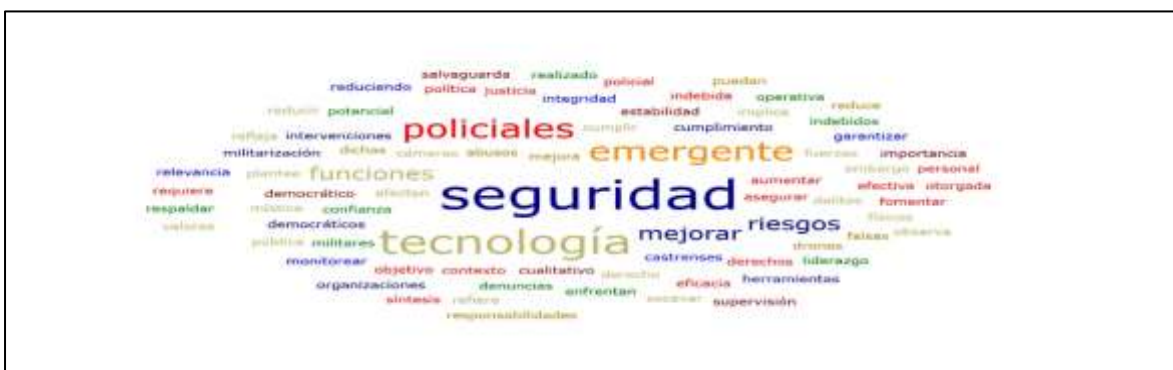 salvaguarda realizado policial puedan
reduciendo política justicia integridad indebida operativa
reducir potencial estabilidad implica reduce
refleja intervenciones policiales cumplir cumplimiento indebidos garantizar
militarización dichas cámaras abusos mejora emergente fuerzas importancia
relevancia plantea funciones seguridad aumentar embargo personal
requiere democrático afectan asegurar delitos efectiva otorgada
respaldar música confianza fomentar
valores democráticos tecnología mejorar riesgos físicos
pública militares drones falsas observa
monitorear castrenses derechos liderazgo
objetivo contexto cualitativo derecho
organizaciones denuncias enfrentan eficacia herramientas
síntesis refiere supervisión
responsabilidades